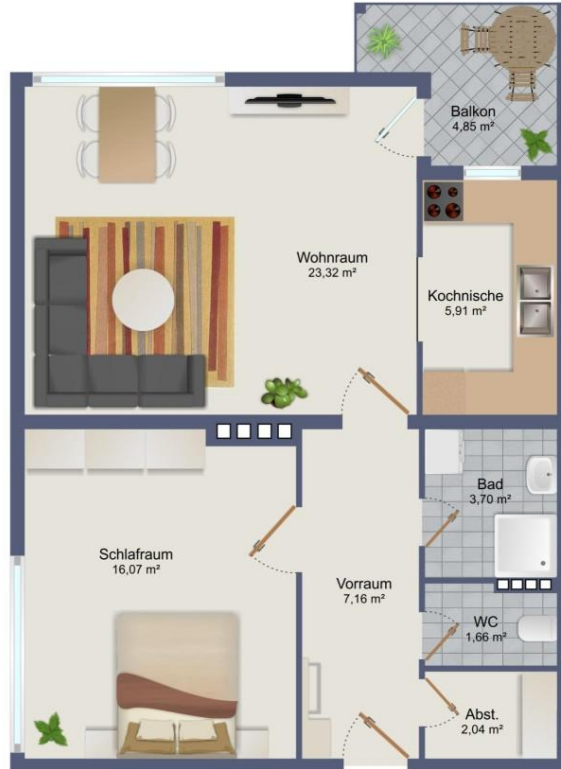 Balkon
4,85 m²
Wohnraum
23,32 m²
Kochnische
5,91 m²
Bad
3,70 m²
Schlafraum
16,07 m²
Vorraum
7,16 m²
WC
1,66 m²
Abst.
2,04 m²